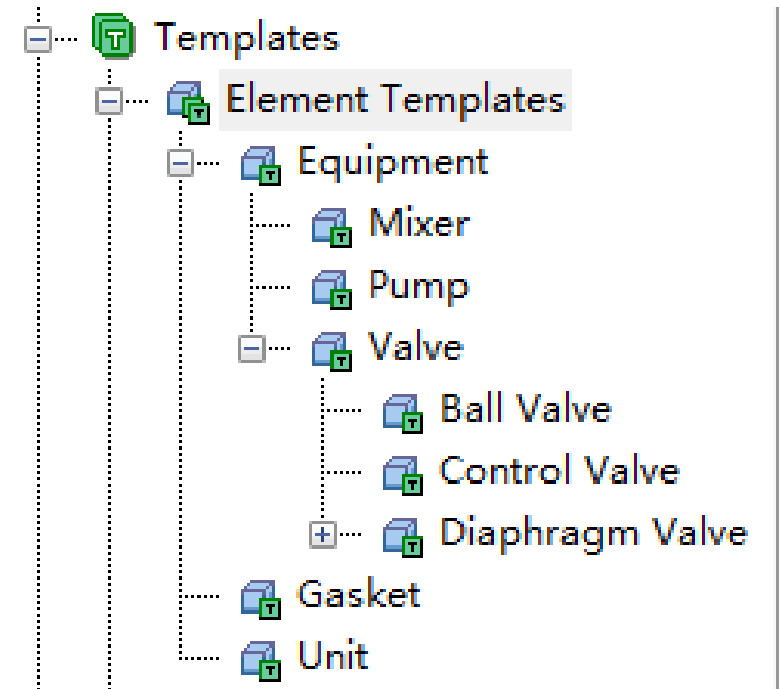 Templates
Element Templates
Equipment
Mixer
Pump
Valve
Ball Valve
Control Valve
Diaphragm Valve
Gasket
Unit